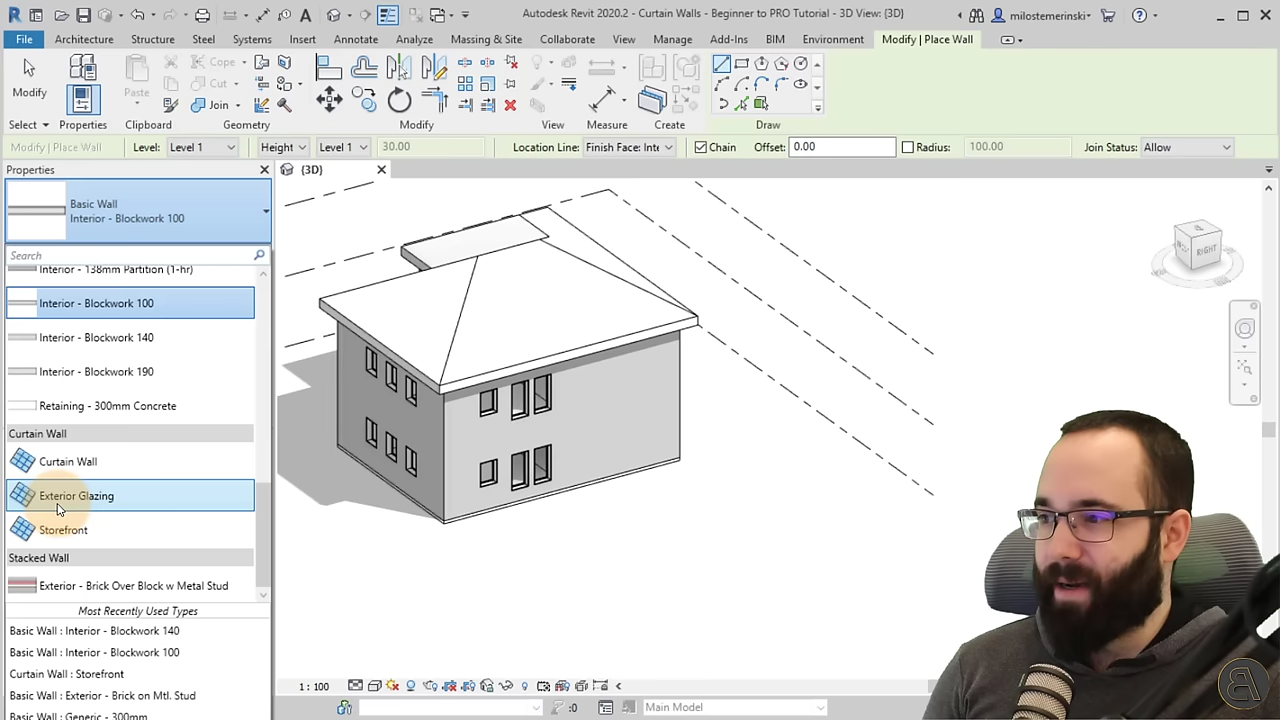 Autodesk Revit 2020.2 - Curtain Walls - Beginner to PRO Tutorial - 3D View: {3D}
milostemerinski
File Architecture Structure Steel Systems Insert Annotate Analyze Massing & Site Collaborate View Manage Add-Ins BIM Environment Modify | Place Wall
Modify
Paste
Cope
Cut
Join
Select Properties Clipboard Geometry Modify View Measure Create Draw
Modify | Place Wall Level: Level 1 Height Level 1 30.00 Location Line: Finish Face: Int Chain Offset: 0.00 Radius: 100.00 Join Status: Allow
Properties
{3D}
Basic Wall
Interior - Blockwork 100
Search
Interior - 138mm Partition (1-hr)
Interior - Blockwork 100
Interior - Blockwork 140
Interior - Blockwork 190
Retaining - 300mm Concrete
Curtain Wall
Curtain Wall
Exterior Glazing
Storefront
Stacked Wall
Exterior - Brick Over Block w Metal Stud
Most Recently Used Types
Basic Wall : Interior - Blockwork 140
Basic Wall : Interior - Blockwork 100
Curtain Wall : Storefront
Basic Wall : Exterior - Brick on Mtl. Stud
Basic Wall : Generic - 300mm
RIGHT
1 : 100
:0
Main Model